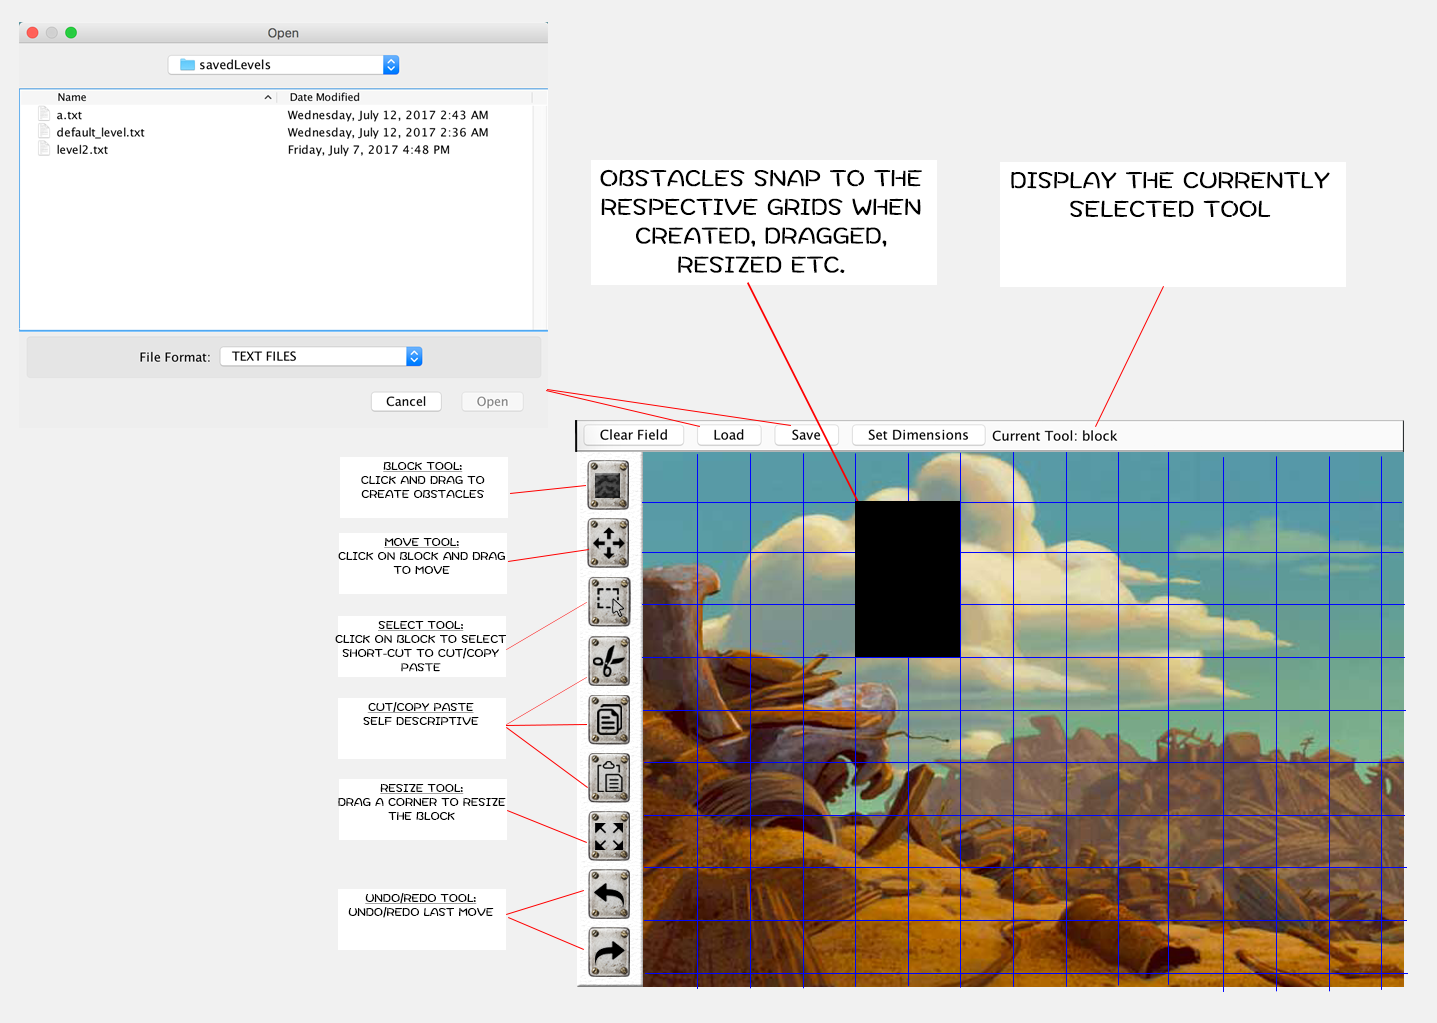 Open
savedLevels
Name
Date Modified
a.txt
Wednesday, July 12, 2017 2:43 AM
default_level.txt
Wednesday, July 12, 2017 2:36 AM
level2.txt
Friday, July 7, 2017 4:48 PM
File Format:
TEXT FILES
Cancel
Open
OBSTACLES SNAP TO THE
RESPECTIVE GRIDS WHEN
CREATED, DRAGGED,
RESIZED ETC.
DISPLAY THE CURRENTLY
SELECTED TOOL
Clear Field
Load
Save
Set Dimensions
Current Tool: block
BLOCK TOOL:
CLICK AND DRAG TO
CREATE OBSTACLES
MOVE TOOL:
CLICK ON BLOCK AND DRAG
TO MOVE
SELECT TOOL:
CLICK ON BLOCK TO SELECT
SHORT-CUT TO CUT/COPY
PASTE
CUT/COPY PASTE
SELF DESCRIPTIVE
RESIZE TOOL:
DRAG A CORNER TO RESIZE
THE BLOCK
UNDO/REDO TOOL:
UNDO/REDO LAST MOVE